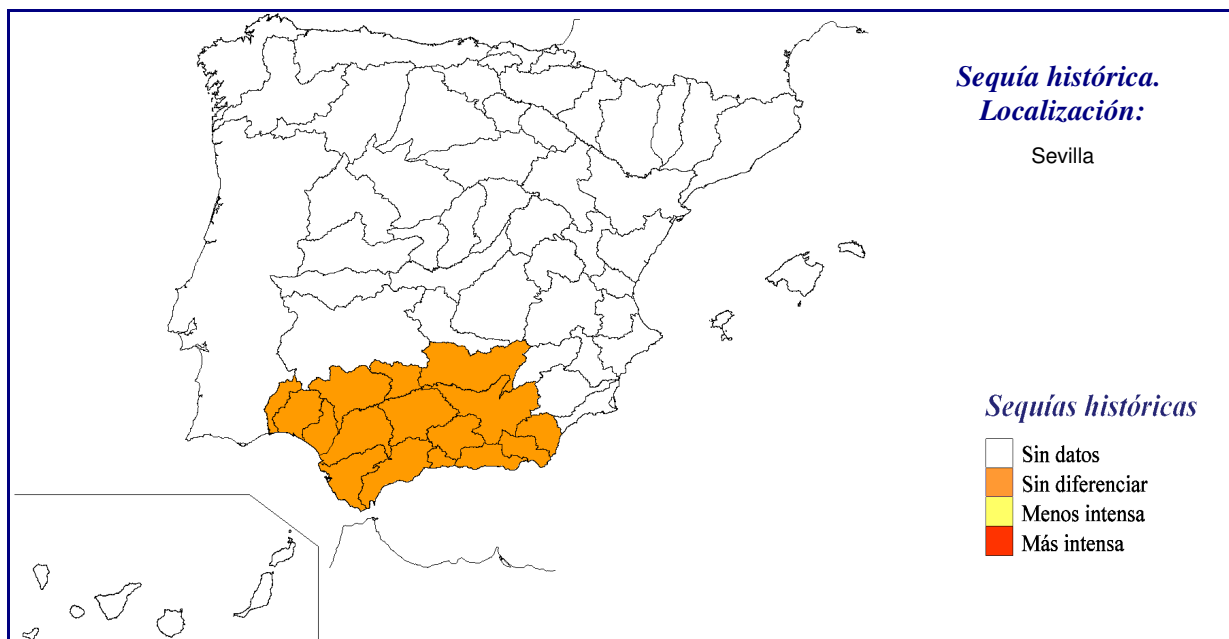 Sequía histórica.
Localización:
Sevilla
Sequías históricas
Sin datos
Sin diferenciar
Menos intensa
Más intensa